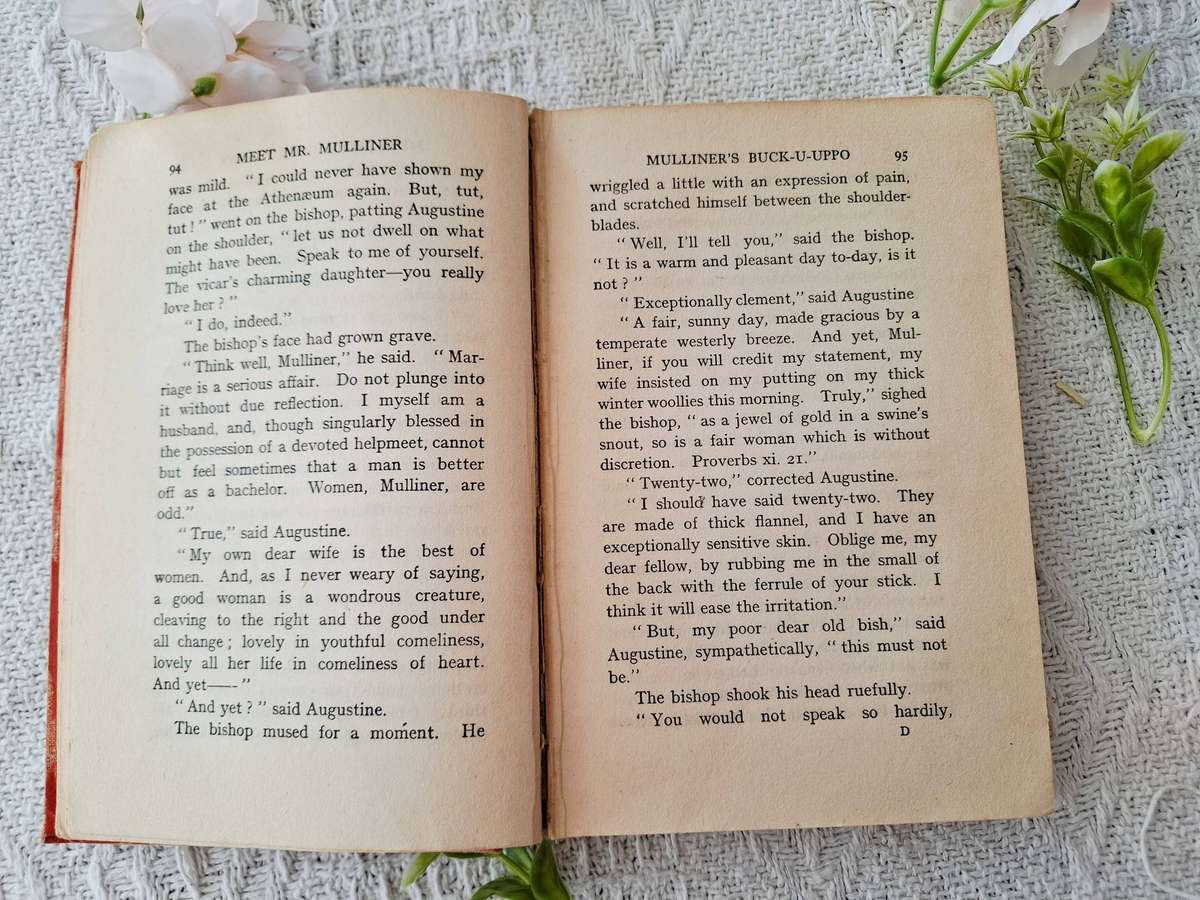 94 MEET MR. MULLINER
was mild. "I could never have shown my
face at the Athenæum again. But, tut,
tut!" went on the bishop, patting Augustine
on the shoulder, "let us not dwell on what
might have been. Speak to me of yourself.
The vicar's charming daughter—you really
love her?"
"I do, indeed."
The bishop's face had grown grave.
"Think well, Mulliner," he said. "Mar-
riage is a serious affair. Do not plunge into
it without due reflection. I myself am a
husband, and, though singularly blessed in
the possession of a devoted helpmeet, cannot
but feel sometimes that a man is better
off as a bachelor. Women, Mulliner, are
odd."
"True," said Augustine.
"My own dear wife is the best of
women. And, as I never weary of saying,
a good woman is a wondrous creature,
cleaving to the right and the good under
all change; lovely in youthful comeliness,
lovely all her life in comeliness of heart.
And yet——"
"And yet?" said Augustine.
The bishop mused for a moment. He
MULLINER'S BUCK-U-UPPO 95
wriggled a little with an expression of pain,
and scratched himself between the shoulder-
blades.
"Well, I'll tell you," said the bishop.
"It is a warm and pleasant day to-day, is it
not?"
"Exceptionally clement," said Augustine
"A fair, sunny day, made gracious by a
temperate westerly breeze. And yet, Mul-
liner, if you will credit my statement, my
wife insisted on my putting on my thick
winter woollies this morning. Truly," sighed
the bishop, "as a jewel of gold in a swine's
snout, so is a fair woman which is without
discretion. Proverbs xi. 21."
"Twenty-two," corrected Augustine.
"I should have said twenty-two. They
are made of thick flannel, and I have an
exceptionally sensitive skin. Oblige me, my
dear fellow, by rubbing me in the small of
the back with the ferrule of your stick. I
think it will ease the irritation."
"But, my poor dear old bish," said
Augustine, sympathetically, "this must not
be."
The bishop shook his head ruefully.
"You would not speak so hardily,
D